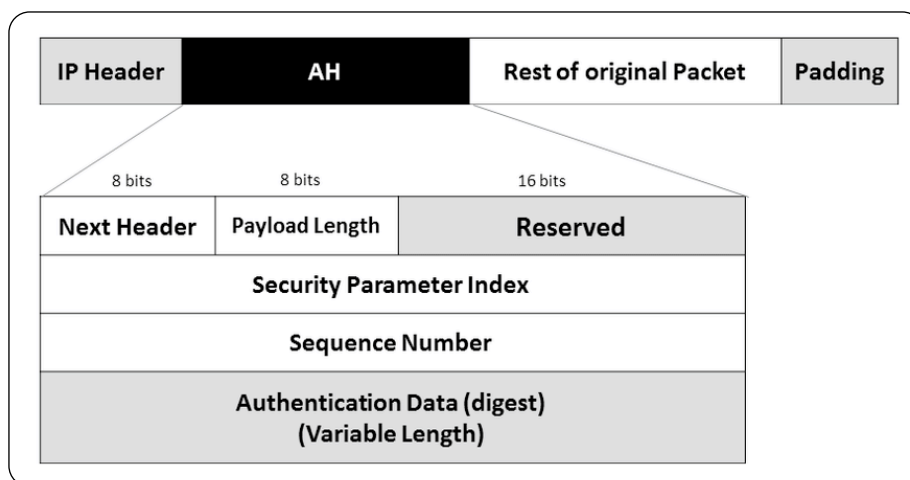 IP Header AH Rest of original Packet Padding
8 bits 8 bits 16 bits
Next Header Payload Length Reserved
Security Parameter Index
Sequence Number
Authentication Data (digest)
(Variable Length)